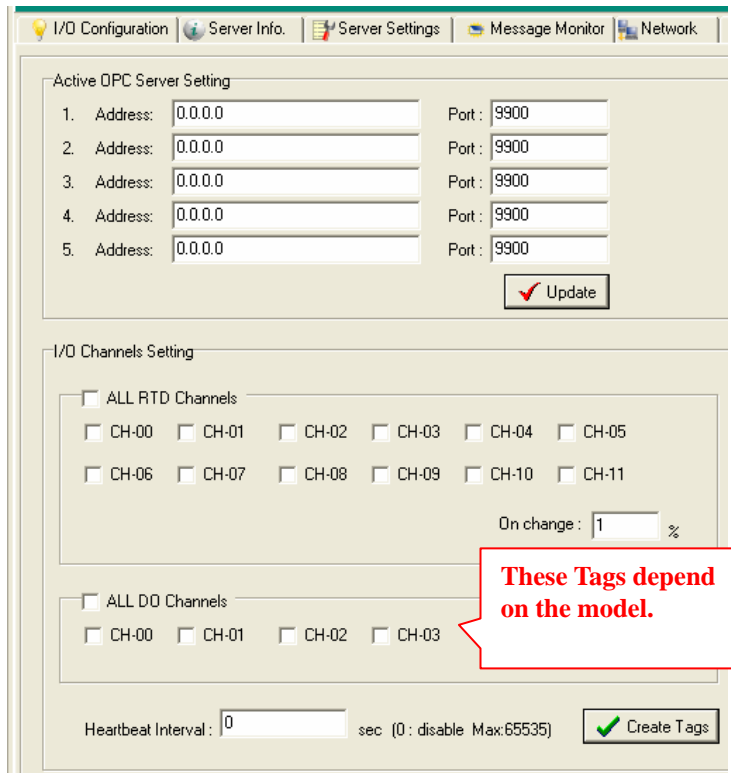 I/O Configuration Server Info. Server Settings Message Monitor Network
Active OPC Server Setting
1. Address: 0.0.0.0 Port : 9900
2. Address: 0.0.0.0 Port : 9900
3. Address: 0.0.0.0 Port : 9900
4. Address: 0.0.0.0 Port : 9900
5. Address: 0.0.0.0 Port : 9900
Update
I/O Channels Setting
ALL RTD Channels
CH-00 CH-01 CH-02 CH-03 CH-04 CH-05
CH-06 CH-07 CH-08 CH-09 CH-10 CH-11
On change : 1 %
These Tags depend
on the model.
ALL DO Channels
CH-00 CH-01 CH-02 CH-03
Heartbeat Interval : 0 sec (0 : disable Max:65535) Create Tags